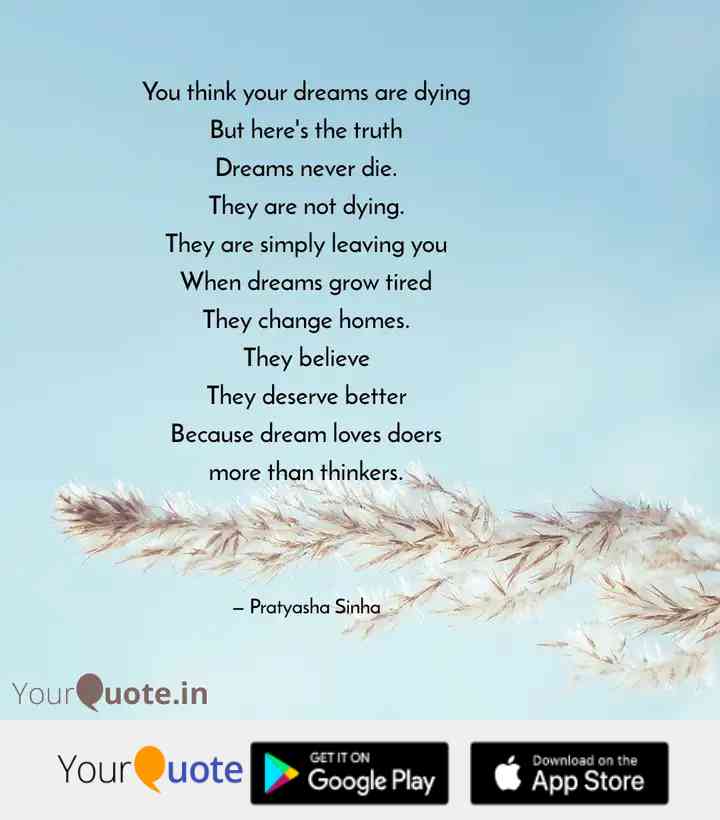 You think your dreams are dying
But here's the truth
Dreams never die.
They are not dying.
They are simply leaving you
When dreams grow tired
They change homes.
They believe
They deserve better
Because dream loves doers
more than thinkers.
– Pratyasha Sinha
YourQuote.in
YourQuote
GET IT ON
Google Play
Download on the
App Store